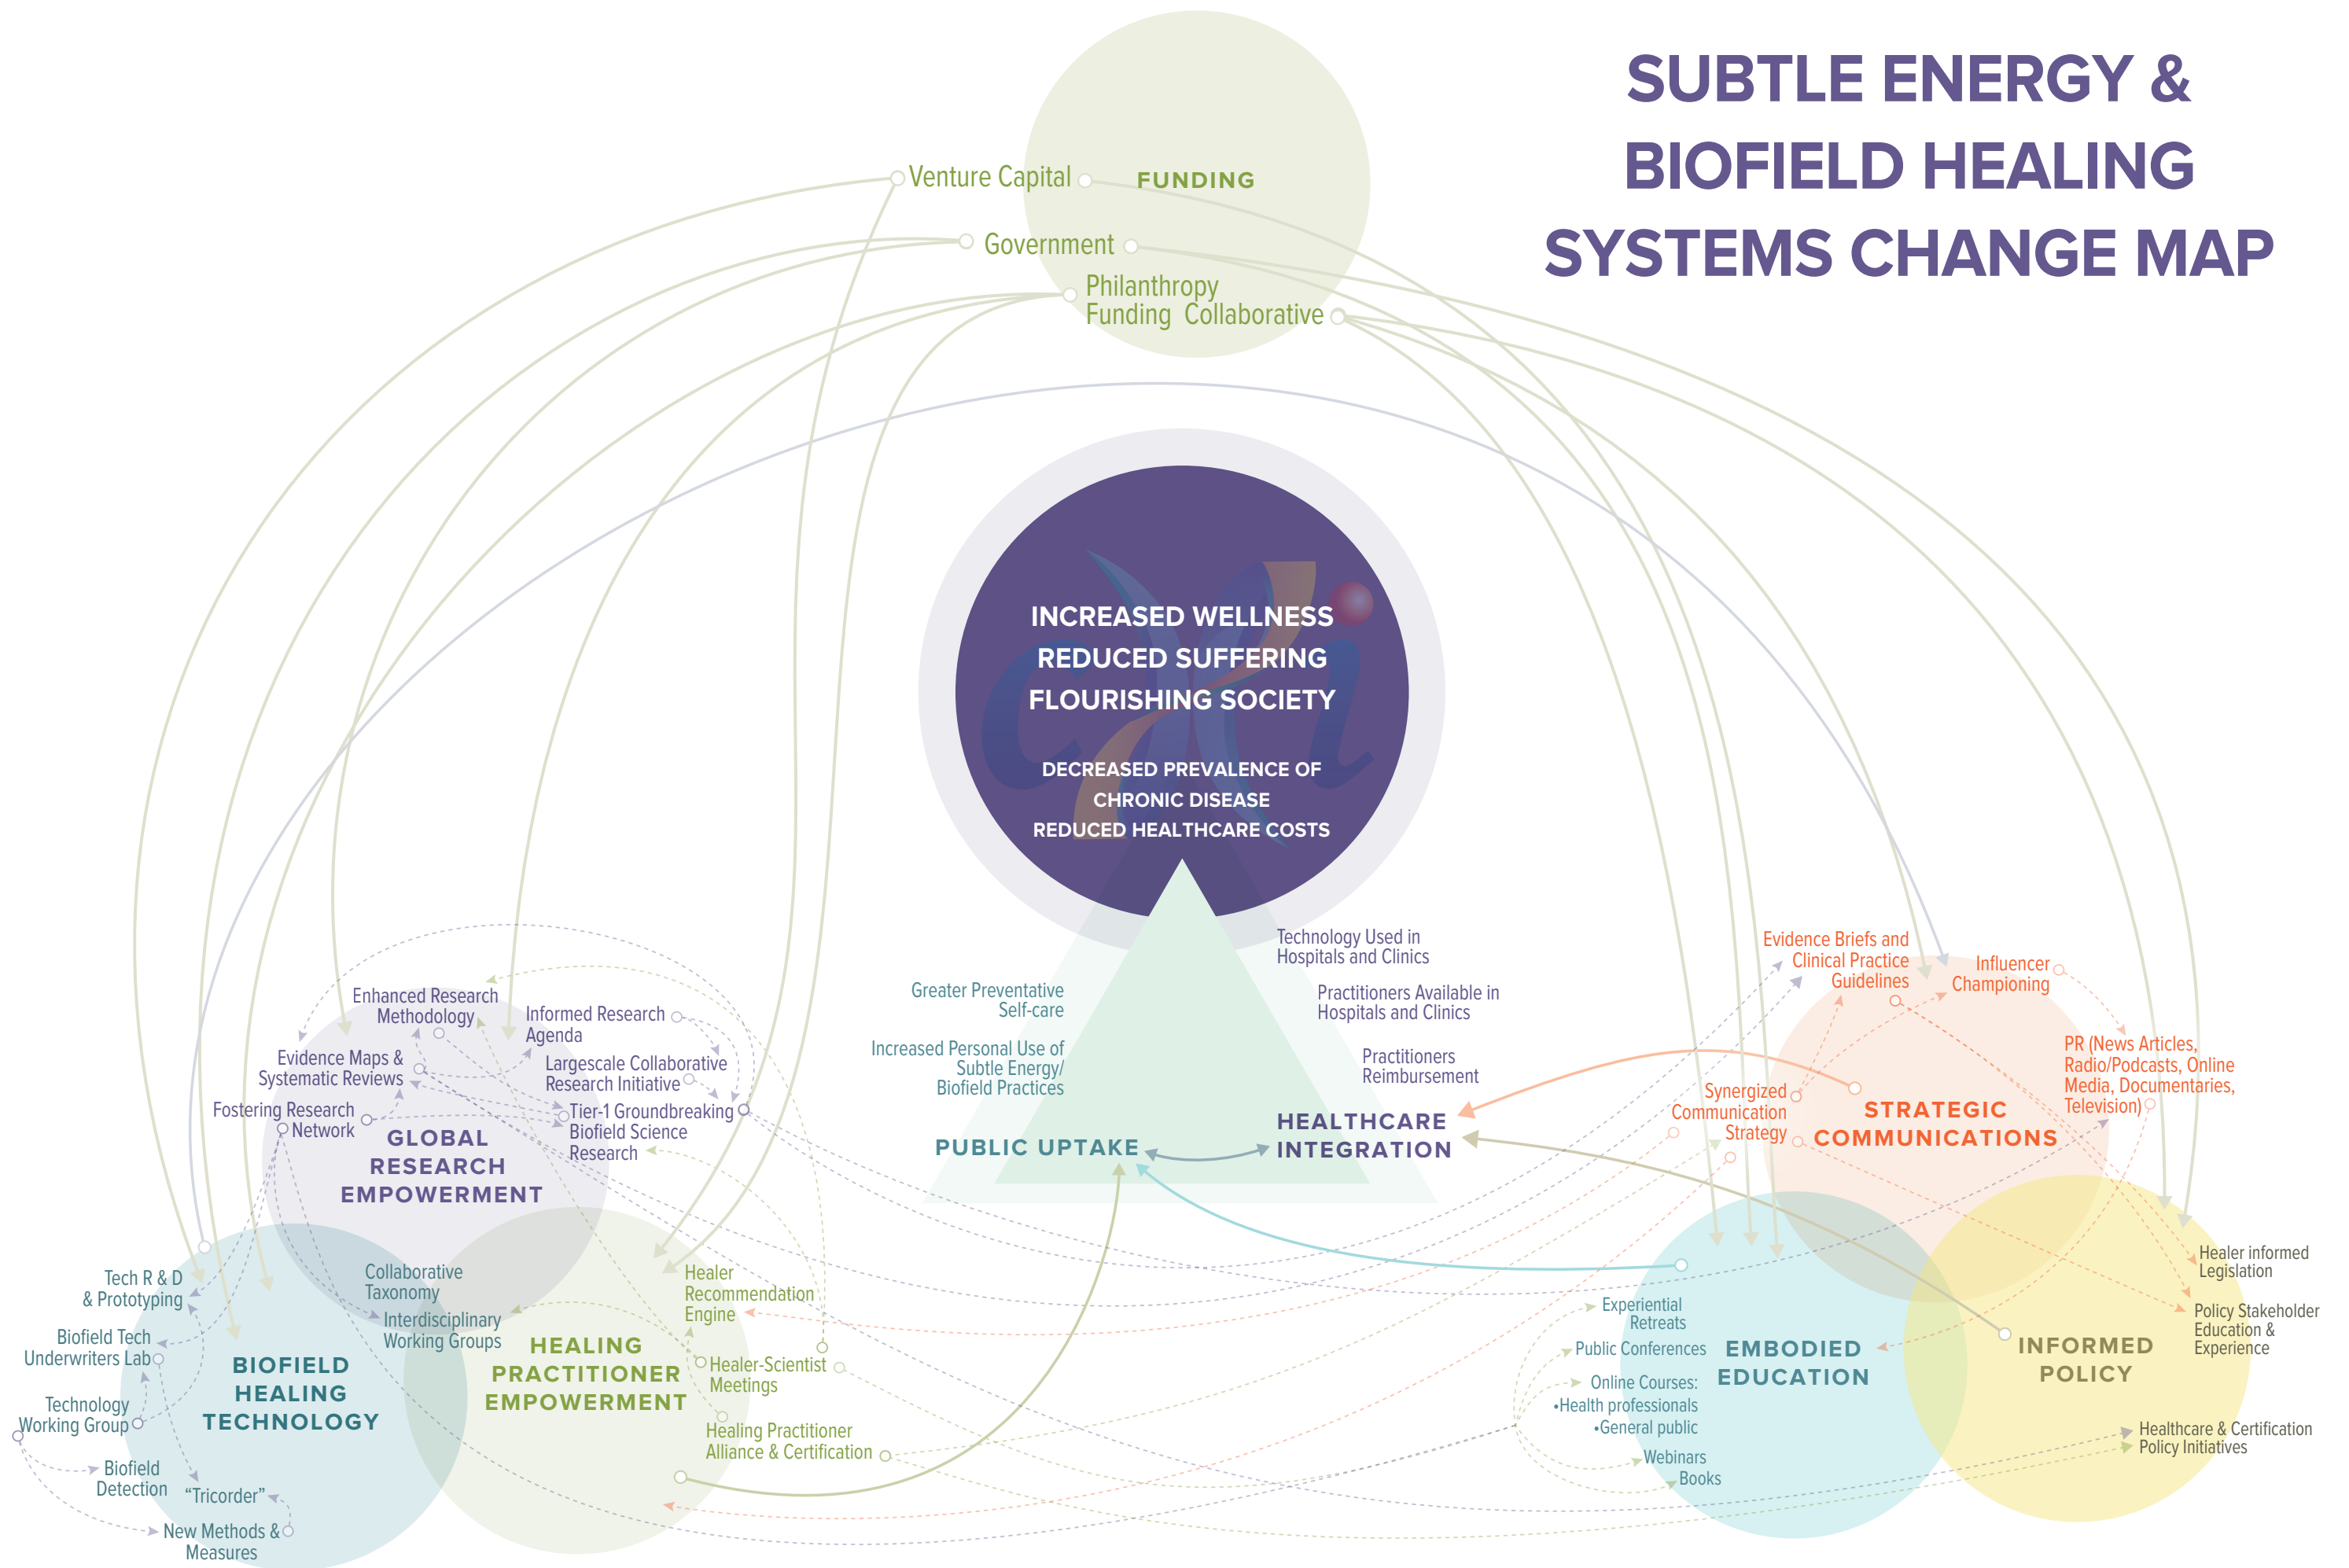 SUBTLE ENERGY &
BIOFIELD HEALING
SYSTEMS CHANGE MAP
Venture Capital
FUNDING
Government
Philanthropy
Funding Collaborative
chi
INCREASED WELLNESS
REDUCED SUFFERING
FLOURISHING SOCIETY
DECREASED PREVALENCE OF
CHRONIC DISEASE
REDUCED HEALTHCARE COSTS
Technology Used in
Hospitals and Clinics
Practitioners Available in
Hospitals and Clinics
Practitioners
Reimbursement
HEALTHCARE
INTEGRATION
Greater Preventative
Self-care
Increased Personal Use of
Subtle Energy/
Biofield Practices
PUBLIC UPTAKE
Enhanced Research
Methodology
Informed Research
Agenda
Evidence Maps &
Systematic Reviews
Largescale Collaborative
Research Initiative
Fostering Research
Network
Tier-1 Groundbreaking
Biofield Science
Research
GLOBAL
RESEARCH
EMPOWERMENT
Collaborative
Taxonomy
Interdisciplinary
Working Groups
Tech R & D
& Prototyping
Biofield Tech
Underwriters Lab
BIOFIELD
HEALING
TECHNOLOGY
Technology
Working Group
Biofield
Detection
“Tricorder”
New Methods &
Measures
Healer
Recommendation
Engine
HEALING
PRACTITIONER
EMPOWERMENT
Healer-Scientist
Meetings
Healing Practitioner
Alliance & Certification
Evidence Briefs and
Clinical Practice
Guidelines
Influencer
Championing
PR (News Articles,
Radio/Podcasts, Online
Media, Documentaries,
Television)
Synergized
Communication
Strategy
STRATEGIC
COMMUNICATIONS
Experiential
Retreats
Public Conferences
EMBODIED
EDUCATION
Online Courses:
•Health professionals
•General public
Webinars
Books
INFORMED
POLICY
Healer informed
Legislation
Policy Stakeholder
Education &
Experience
Healthcare & Certification
Policy Initiatives